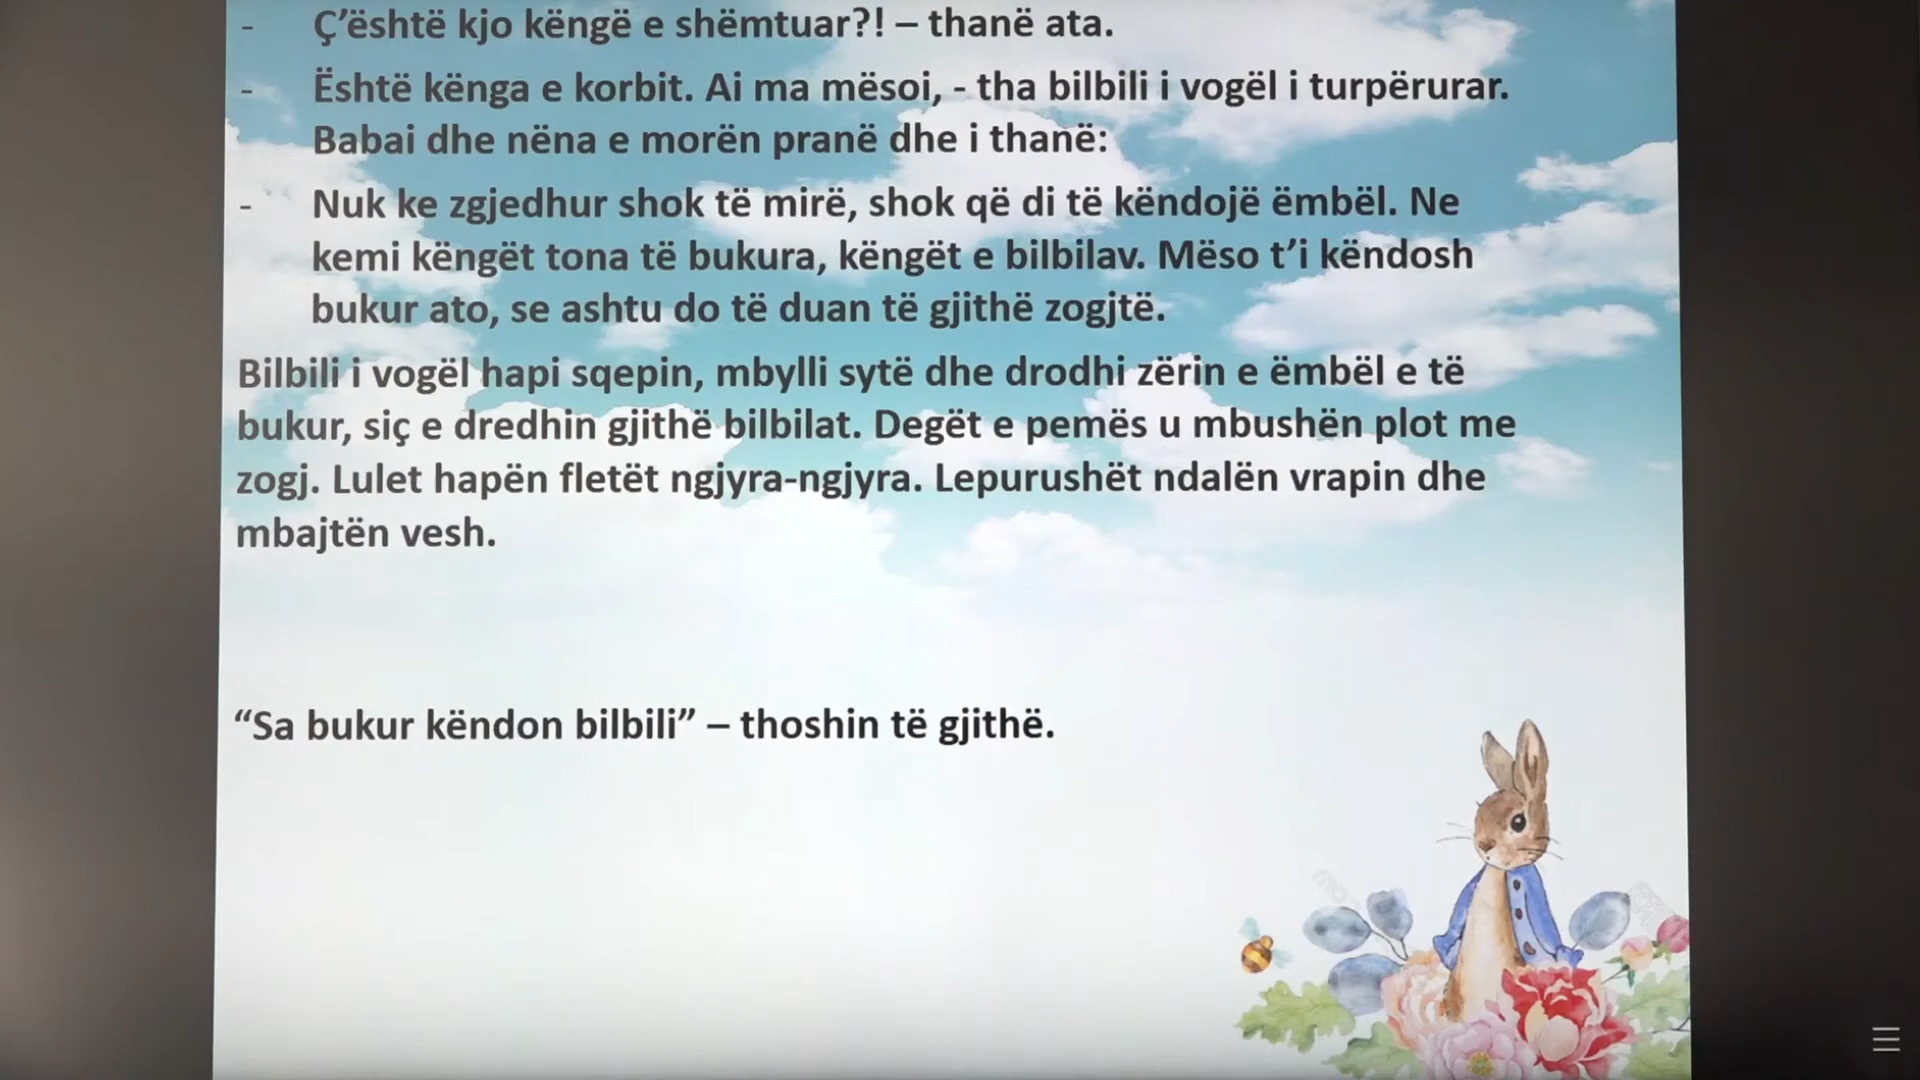 - Ç’është kjo këngë e shëmtuar?! – thanë ata.
- Është kënga e korbit. Ai ma mësoi, - tha bilbili i vogël i turpërurar.
Babai dhe nëna e morën pranë dhe i thanë:
- Nuk ke zgjedhur shok të mirë, shok që di të këndojë ëmbël. Ne
kemi këngët tona të bukura, këngët e bilbilav. Mëso t’i këndosh
bukur ato, se ashtu do të duan të gjithë zogjtë.
Bilbili i vogël hapi sqepin, mbylli sytë dhe drodhi zërin e ëmbël e të
bukur, siç e dredhin gjithë bilbilat. Degët e pemës u mbushën plot me
zogj. Lulet hapën fletët ngjyra-ngjyra. Lepurushët ndalën vrapin dhe
mbajtën vesh.
“Sa bukur këndon bilbili” – thoshin të gjithë.